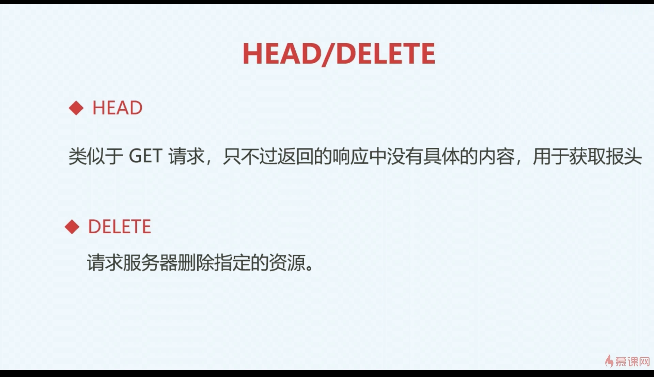 HEAD/DELETE
◆ HEAD
类似于 GET 请求，只不过返回的响应中没有具体的内容，用于获取报头
◆ DELETE
请求服务器删除指定的资源。
慕课网